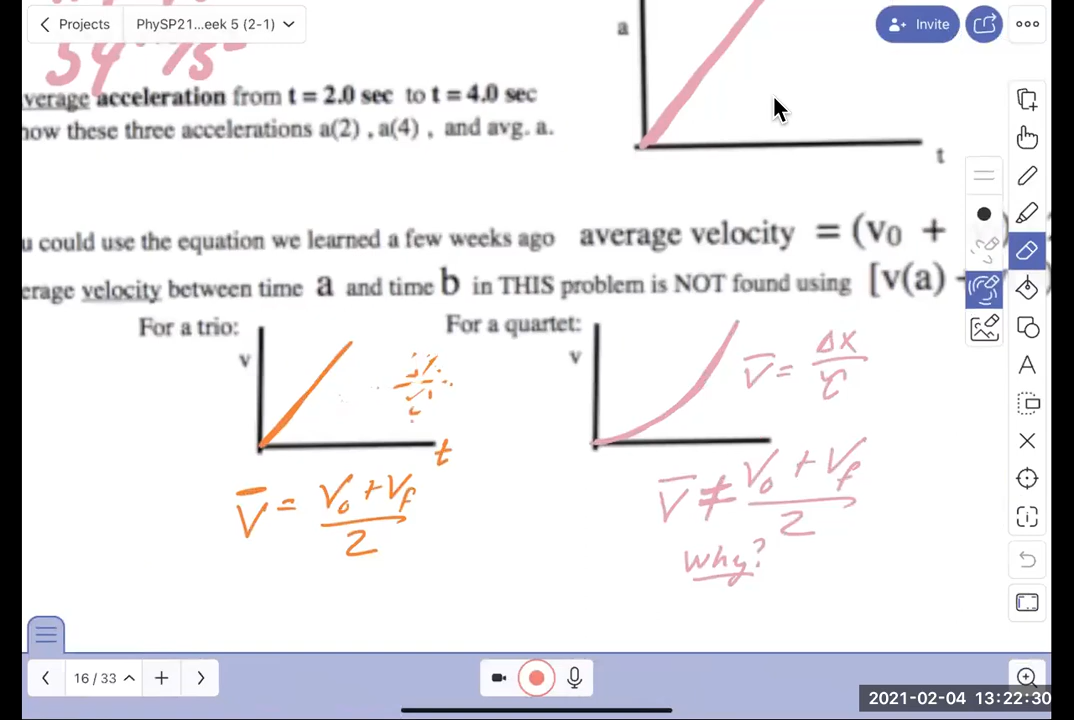 Projects
PhySP21...eek 5 (2-1)
Invite
a
54 m/s²
verage acceleration from t = 2.0 sec to t = 4.0 sec
how these three accelerations a(2) , a(4) , and avg. a.
t
u could use the equation we learned a few weeks ago average velocity = (v0 +
erage velocity between time a and time b in THIS problem is NOT found using [v(a) -
For a trio:
For a quartet:
v
v
V̄ = Δx/t
t
V̄ = V₀ + Vf / 2
V̄ ≠ V₀ + Vf / 2
Why?
A
16 / 33
2021-02-04 13:22:30